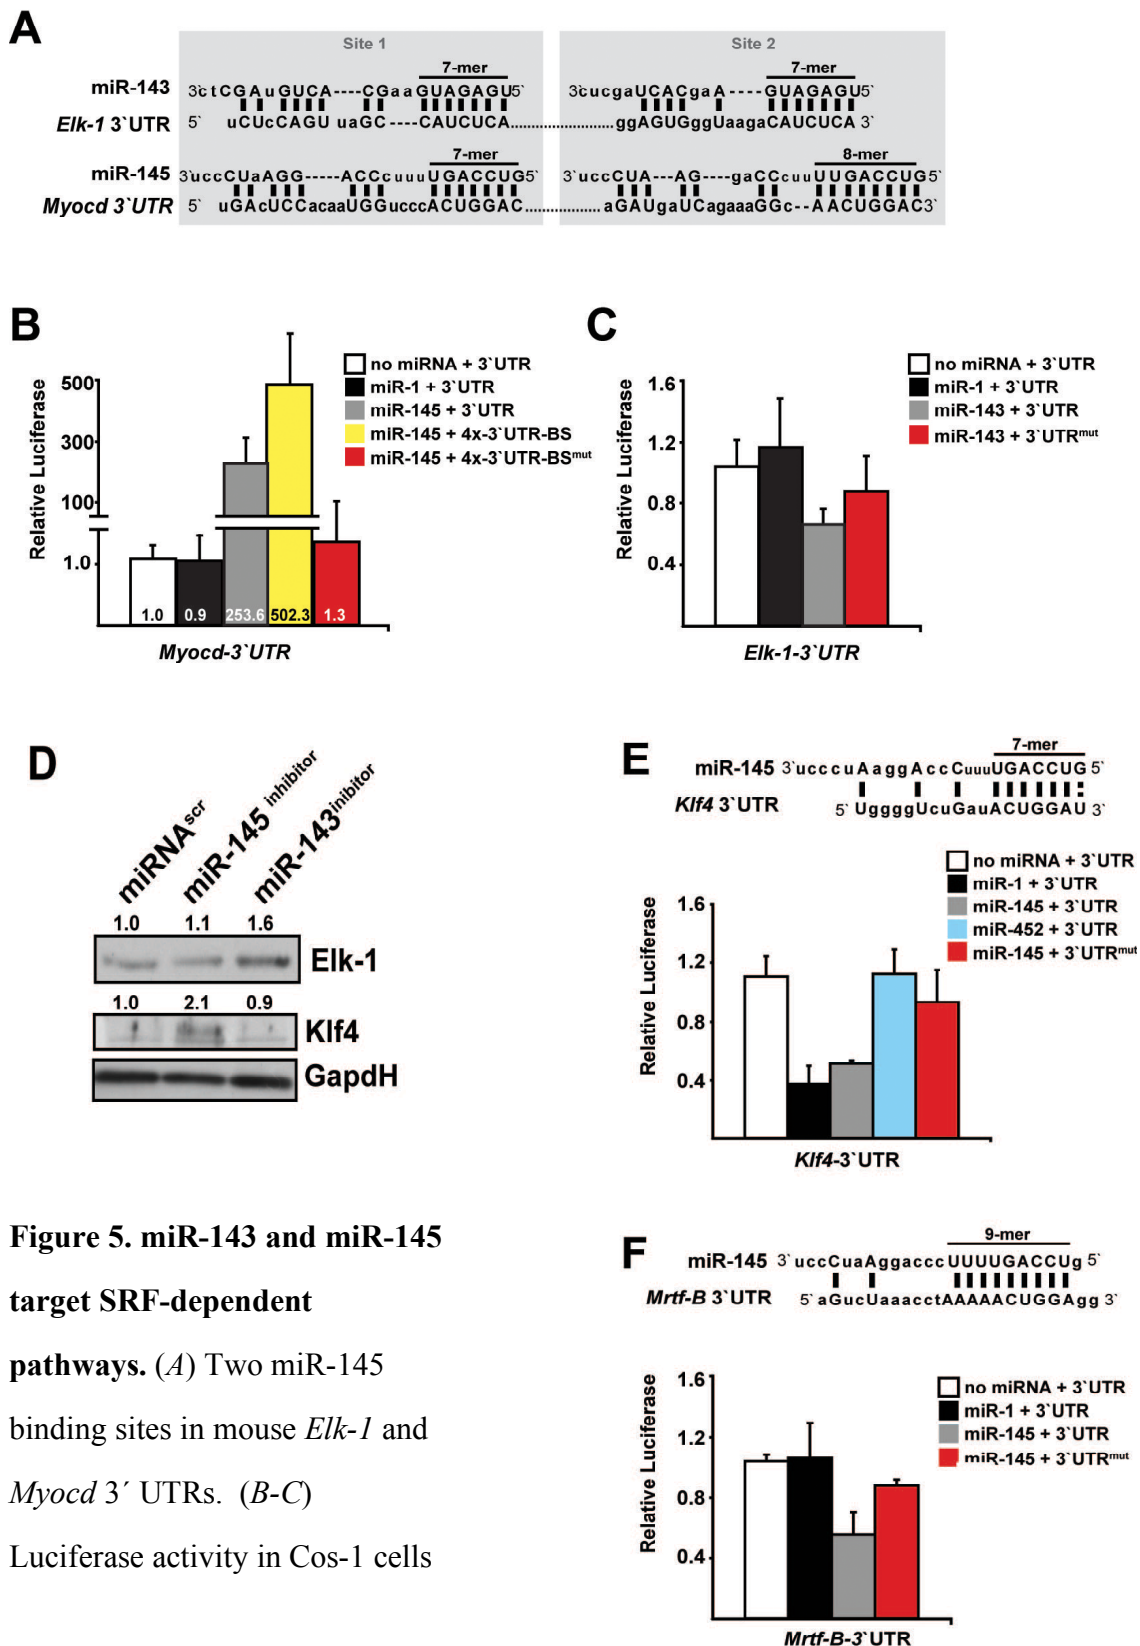 A
Site 1
Site 2
7-mer
7-mer
miR-143 3`ctCGAuGUCA----CGaaGUAGAGU5` 3`cucgaUCACgaA----GUAGAGU5`
Elk-1 3`UTR 5` uCUcCAGUuaGC----CAUCUCA.......................ggAGUGgguAagaCAUCUCA 3`
7-mer
8-mer
miR-145 3`ucccUaAGG----ACCcuuuUGACCUG5` 3`uccCUA---AG---gaCCcuuUUGACCUG5`
Myocd 3`UTR 5` uGAcUCCacaaUGGucccACUGGAC.................aGAUgaUCagaaaGGc--AACUGGAC3`
B
Relative Luciferase
500
300
100
1.0
no miRNA + 3`UTR
miR-1 + 3`UTR
miR-145 + 3`UTR
miR-145 + 4x-3`UTR-BS
miR-145 + 4x-3`UTR-BSmut
1.0
0.9
253.6
502.3
1.3
Myocd-3`UTR
C
Relative Luciferase
1.6
1.2
0.8
0.4
no miRNA + 3`UTR
miR-1 + 3`UTR
miR-143 + 3`UTR
miR-143 + 3`UTRmut
Elk-1-3`UTR
D
miRNAscr
miR-145 inhibitor
miR-143inibitor
1.0 1.1 1.6
Elk-1
1.0 2.1 0.9
Klf4
GapdH
E
7-mer
miR-145 3`ucccuAaggAccCuuuUGACCUG 5`
Klf4 3`UTR 5` UggggUcuGauACUGGAU 3`
Relative Luciferase
1.6
1.2
0.8
0.4
no miRNA + 3`UTR
miR-1 + 3`UTR
miR-145 + 3`UTR
miR-452 + 3`UTR
miR-145 + 3`UTRmut
Klf4-3`UTR
F
9-mer
miR-145 3`uccCuaAggacccUUUUGACCUg 5`
Mrtf-B 3`UTR 5`aGucUaaacctAAAAACUGGAgg 3`
Relative Luciferase
1.6
1.2
0.8
0.4
no miRNA + 3`UTR
miR-1 + 3`UTR
miR-145 + 3`UTR
miR-145 + 3`UTRmut
Mrtf-B-3`UTR
Figure 5. miR-143 and miR-145
target SRF-dependent
pathways. (A) Two miR-145
binding sites in mouse Elk-1 and
Myocd 3´ UTRs. (B-C)
Luciferase activity in Cos-1 cells